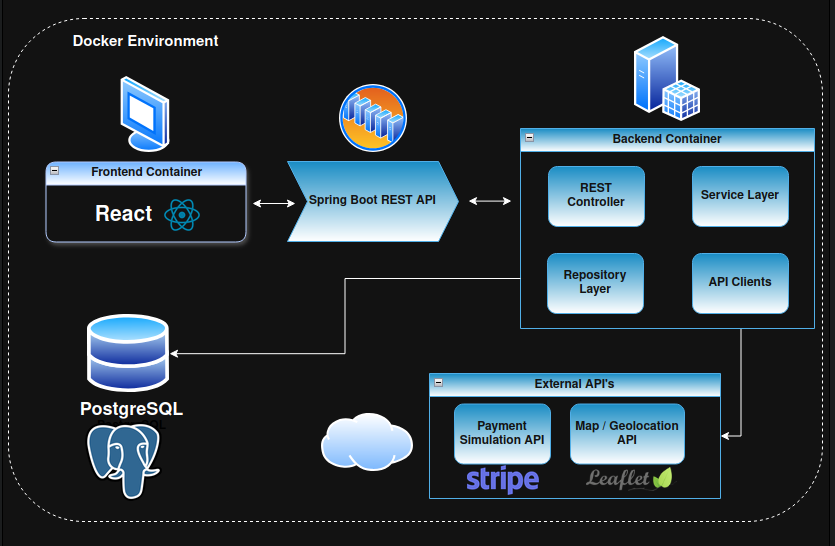 Docker Environment
Frontend Container
React
Spring Boot REST API
Backend Container
REST
Controller
Service Layer
Repository
Layer
API Clients
PostgreSQL
External API's
Payment
Simulation API
Map / Geolocation
API
stripe
Leaflet